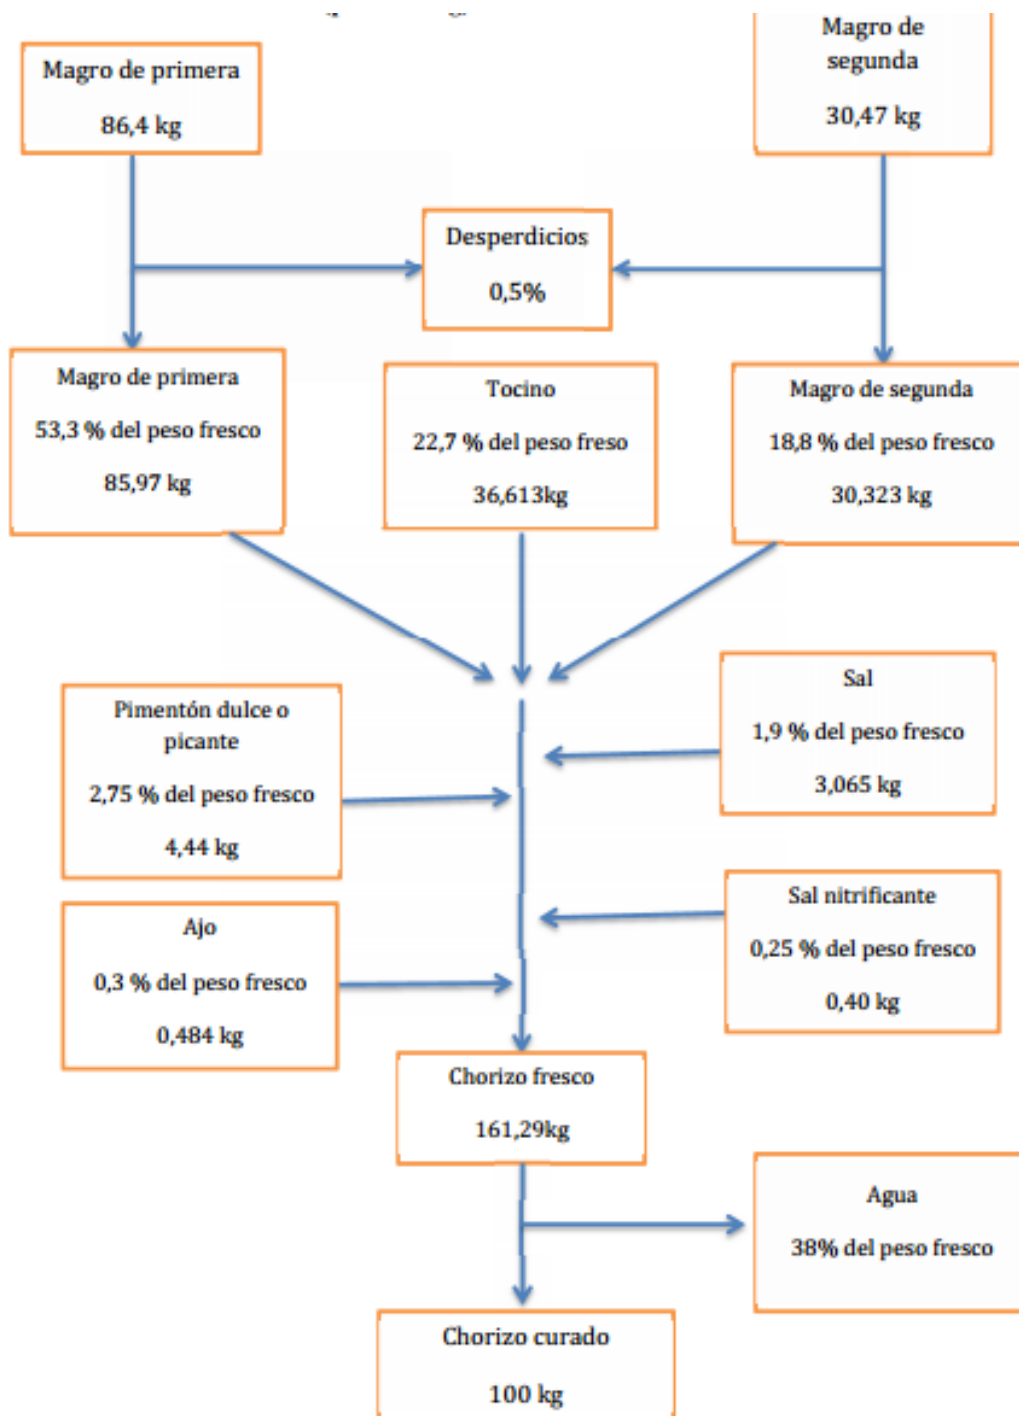 Magro de primera
86,4 kg
Magro de
segunda
30,47 kg
Desperdicios
0,5%
Magro de primera
53,3 % del peso fresco
85,97 kg
Tocino
22,7 % del peso freso
36,613kg
Magro de segunda
18,8 % del peso fresco
30,323 kg
Pimentón dulce o
picante
2,75 % del peso fresco
4,44 kg
Sal
1,9 % del peso fresco
3,065 kg
Ajo
0,3 % del peso fresco
0,484 kg
Sal nitrificante
0,25 % del peso fresco
0,40 kg
Chorizo fresco
161,29kg
Agua
38% del peso fresco
Chorizo curado
100 kg